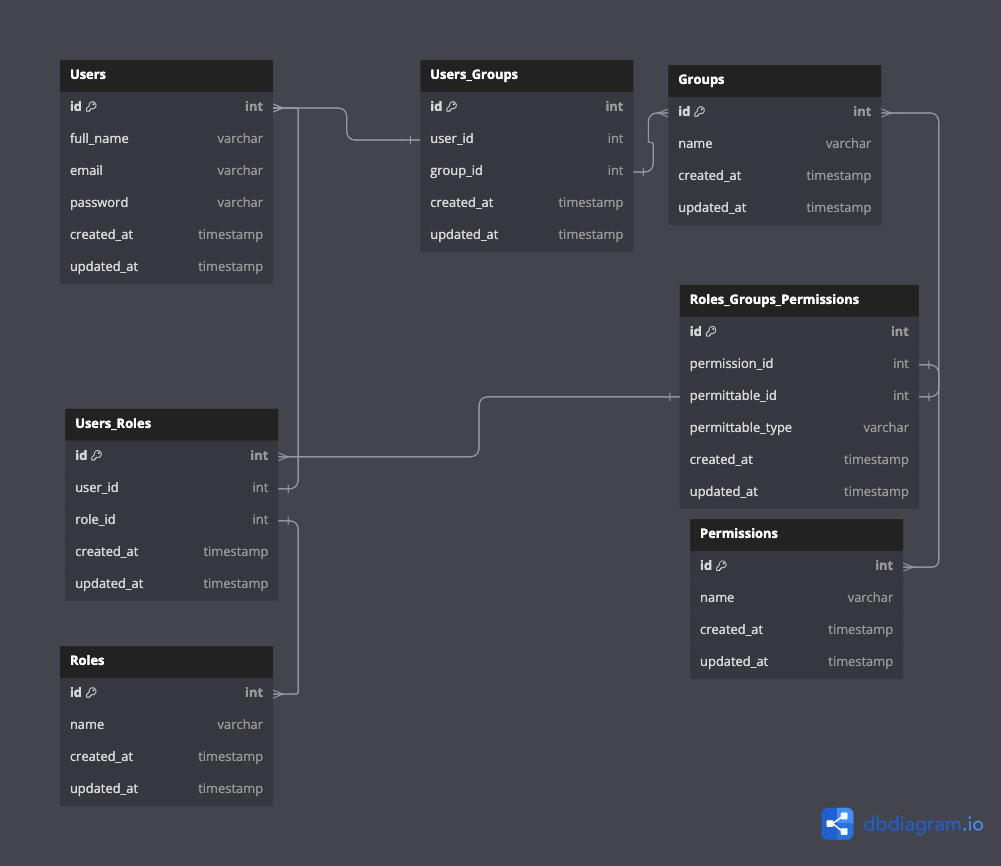 Users
id int
full_name varchar
email varchar
password varchar
created_at timestamp
updated_at timestamp
Users_Groups
id int
user_id int
group_id int
created_at timestamp
updated_at timestamp
Groups
id int
name varchar
created_at timestamp
updated_at timestamp
Roles_Groups_Permissions
id int
permission_id int
permittable_id int
permittable_type varchar
created_at timestamp
updated_at timestamp
Users_Roles
id int
user_id int
role_id int
created_at timestamp
updated_at timestamp
Permissions
id int
name varchar
created_at timestamp
updated_at timestamp
Roles
id int
name varchar
created_at timestamp
updated_at timestamp
dbdiagram.io